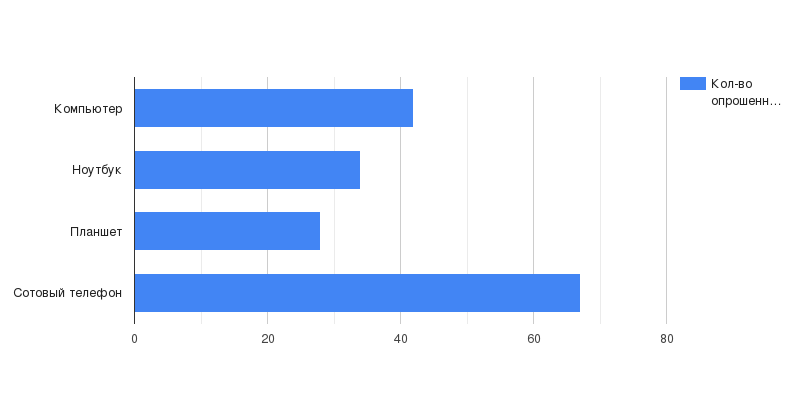 Кол-во
опрошенн…
Компьютер
Ноутбук
Планшет
Сотовый телефон
0 20 40 60 80